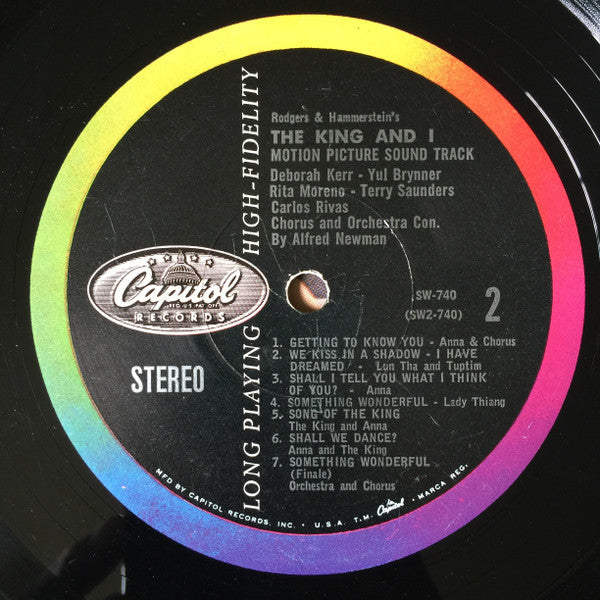 LONG PLAYING HIGH-FIDELITY
Rodgers & Hammerstein's
THE KING AND I
MOTION PICTURE SOUND TRACK
Deborah Kerr - Yul Brynner
Rita Moreno - Terry Saunders
Carlos Rivas
Chorus and Orchestra Con.
By Alfred Newman
Capitol
REG. U.S. PAT. OFF.
RECORDS
STEREO
SW-740
(SW2-740)
2
1. GETTING TO KNOW YOU - Anna & Chorus
2. WE KISS IN A SHADOW - I HAVE
DREAMED - Lun Tha and Tuptim
3. SHALL I TELL YOU WHAT I THINK
OF YOU? - Anna
4. SOMETHING WONDERFUL - Lady Thiang
5. SONG OF THE KING
The King and Anna
6. SHALL WE DANCE?
Anna and The King
7. SOMETHING WONDERFUL
(Finale)
Orchestra and Chorus
MFD BY CAPITOL RECORDS, INC. • U.S.A. T.M. Capitol • MARCA REG.